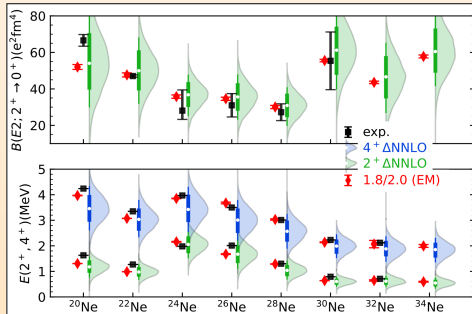 B(E2; 2⁺ → 0⁺)(e²fm⁴)
80
60
40
20
exp.
4⁺ΔNNLO
2⁺ΔNNLO
1.8/2.0 (EM)
E(2⁺,4⁺)(MeV)
5
4
3
2
1
0
²⁰Ne ²²Ne ²⁴Ne ²⁶Ne ²⁸Ne ³⁰Ne ³²Ne ³⁴Ne